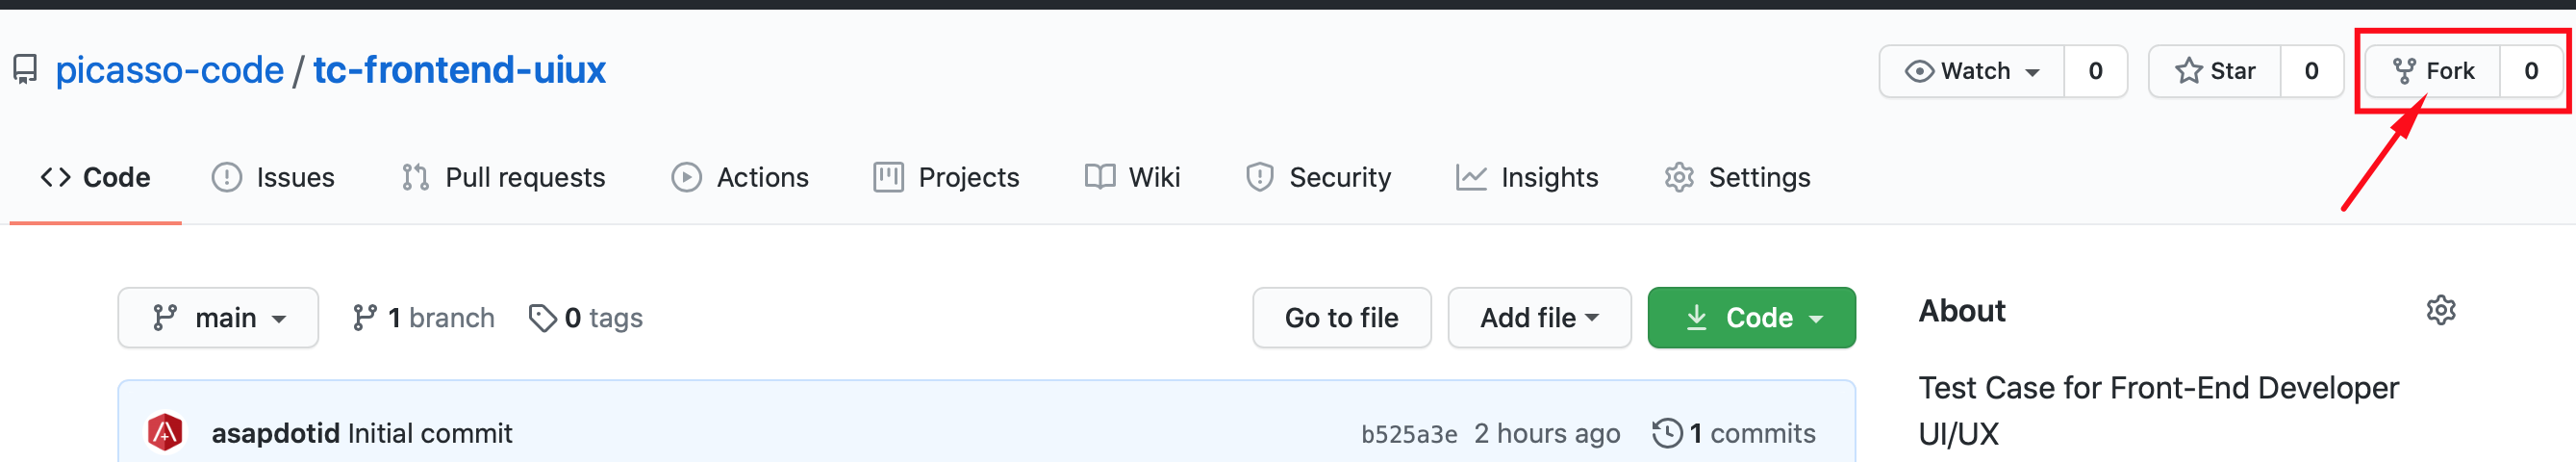 picasso-code / tc-frontend-uiux Watch 0 Star 0 Fork 0
Code Issues Pull requests Actions Projects Wiki Security Insights Settings
main 1 branch 0 tags Go to file Add file Code About
Test Case for Front-End Developer
UI/UX
asapdotid Initial commit b525a3e 2 hours ago 1 commits